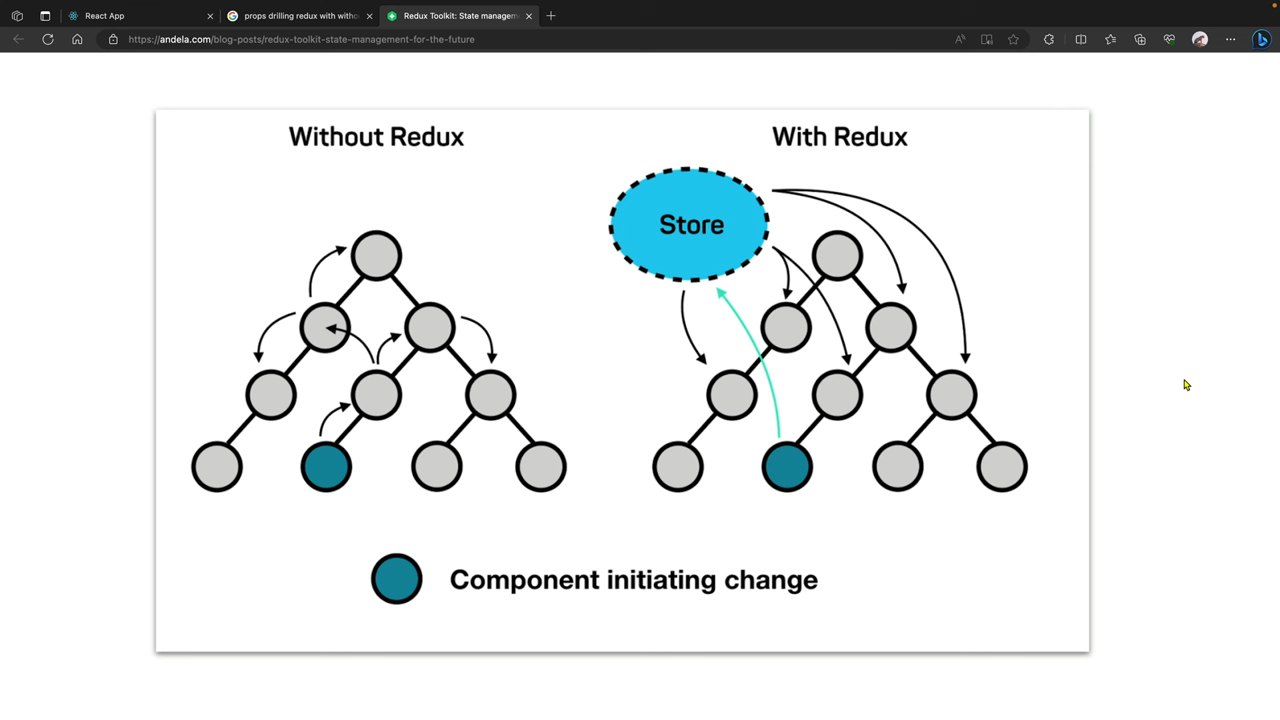 React App
props drilling redux with witho
Redux Toolkit: State managem
https://andela.com/blog-posts/redux-toolkit-state-management-for-the-future
Without Redux
With Redux
Store
Component initiating change